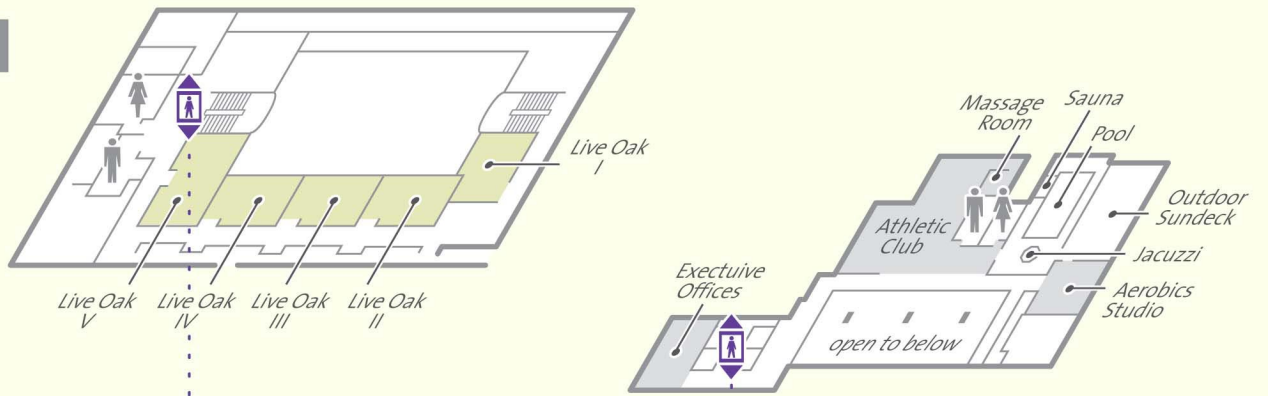 Live Oak
I
Live Oak
V
Live Oak
IV
Live Oak
III
Live Oak
II
Massage
Room
Sauna
Pool
Outdoor
Sundeck
Athletic
Club
Jacuzzi
Exectuive
Offices
Aerobics
Studio
open to below